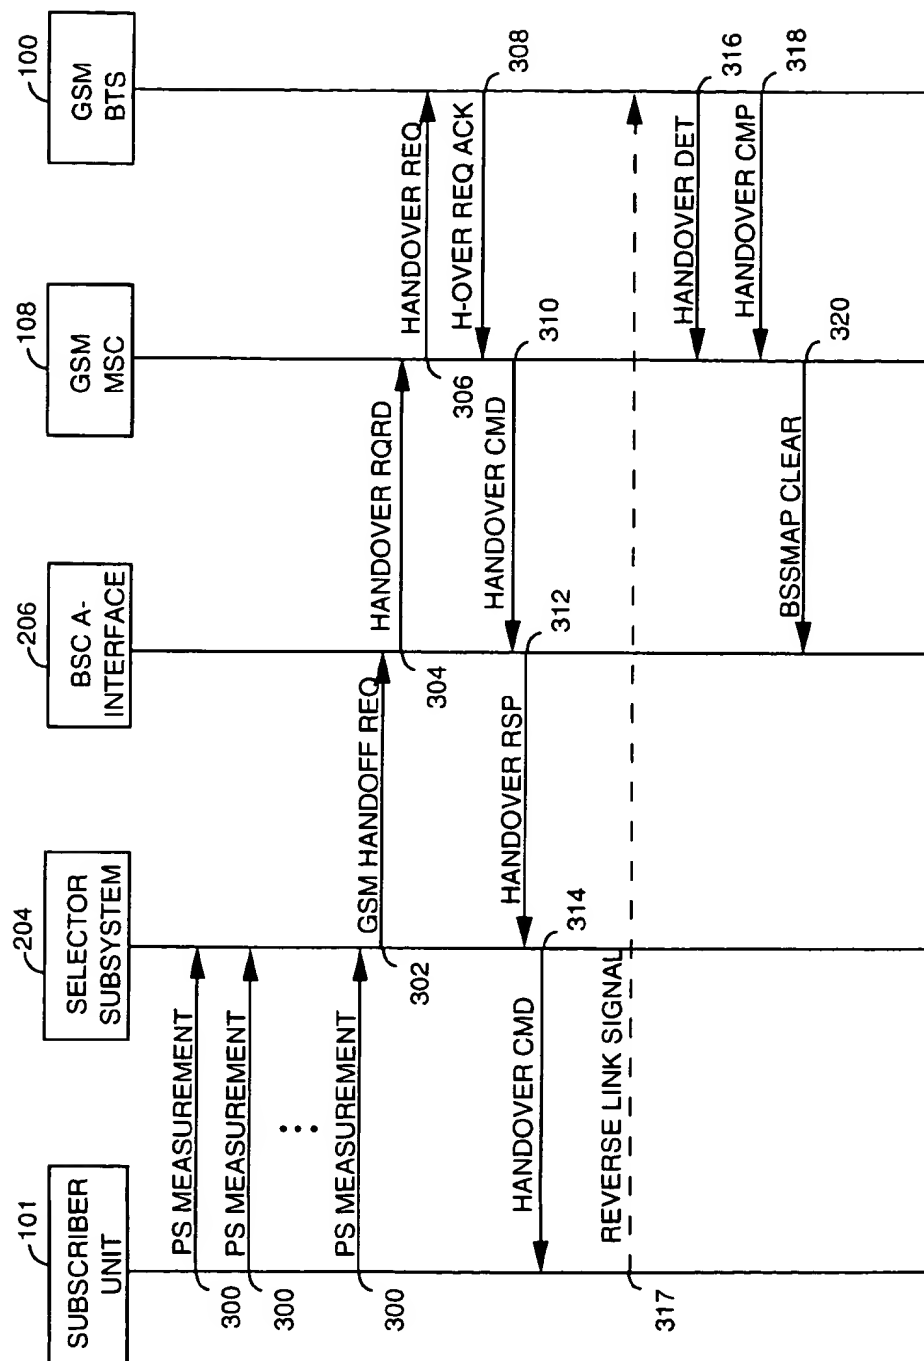 101
SUBSCRIBER
UNIT
204
SELECTOR
SUBSYSTEM
206
BSC A-
INTERFACE
108
GSM
MSC
100
GSM
BTS
PS MEASUREMENT
300
PS MEASUREMENT
300
PS MEASUREMENT
300
GSM HANDOFF REQ
302
HANDOVER RQRD
304
HANDOVER REQ
306
H-OVER REQ ACK
308
HANDOVER CMD
310
HANDOVER RSP
312
HANDOVER CMD
314
REVERSE LINK SIGNAL
317
HANDOVER DET
316
HANDOVER CMP
318
BSSMAP CLEAR
320